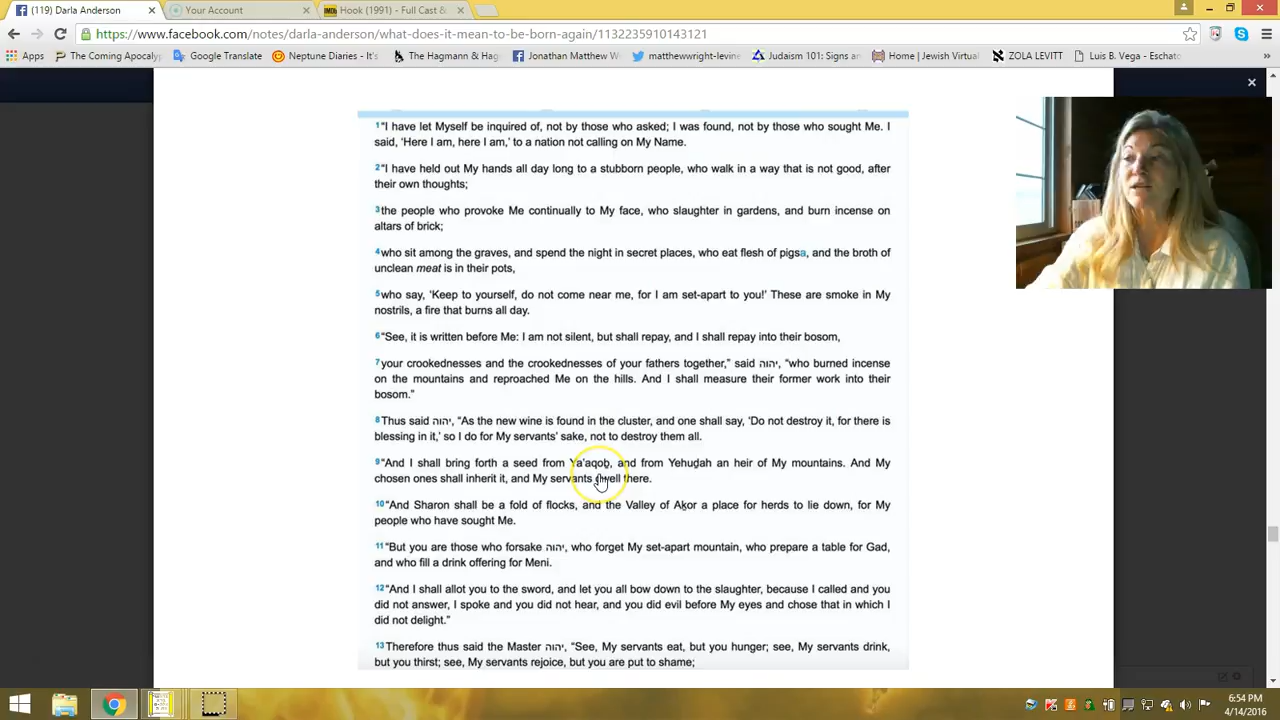 (119) Darla Anderson
Your Account
Hook (1991) - Full Cast &
https://www.facebook.com/notes/darla-anderson/what-does-it-mean-to-be-born-again/1132235910143121
Apps The Coming Apocalyp Google Translate Neptune Diaries - It's The Hagmann & Hag Jonathan Matthew W matthewwright-levine Judaism 101: Signs an Home | Jewish Virtual ZOLA LEVITT Luis B. Vega - Eschat
1"I have let Myself be inquired of, not by those who asked; I was found, not by those who sought Me. I
said, 'Here I am, here I am,' to a nation not calling on My Name.
2"I have held out My hands all day long to a stubborn people, who walk in a way that is not good, after
their own thoughts;
3the people who provoke Me continually to My face, who slaughter in gardens, and burn incense on
altars of brick;
4who sit among the graves, and spend the night in secret places, who eat flesh of pigsa, and the broth of
unclean meat is in their pots,
5who say, 'Keep to yourself, do not come near me, for I am set-apart to you!' These are smoke in My
nostrils, a fire that burns all day.
6"See, it is written before Me: I am not silent, but shall repay, and I shall repay into their bosom,
7your crookednesses and the crookednesses of your fathers together," said יהוה, "who burned incense
on the mountains and reproached Me on the hills. And I shall measure their former work into their
bosom."
8Thus said יהוה, "As the new wine is found in the cluster, and one shall say, 'Do not destroy it, for there is
blessing in it,' so I do for My servants' sake, not to destroy them all.
9"And I shall bring forth a seed from Ya'aqoḇ, and from Yehuḏah an heir of My mountains. And My
chosen ones shall inherit it, and My servants dwell there.
10"And Sharon shall be a fold of flocks, and the Valley of Aḵor a place for herds to lie down, for My
people who have sought Me.
11"But you are those who forsake יהוה, who forget My set-apart mountain, who prepare a table for Gad,
and who fill a drink offering for Meni.
12"And I shall allot you to the sword, and let you all bow down to the slaughter, because I called and you
did not answer, I spoke and you did not hear, and you did evil before My eyes and chose that in which I
did not delight."
13Therefore thus said the Master יהוה, "See, My servants eat, but you hunger; see, My servants drink,
but you thirst; see, My servants rejoice, but you are put to shame;
6:54 PM
4/14/2016